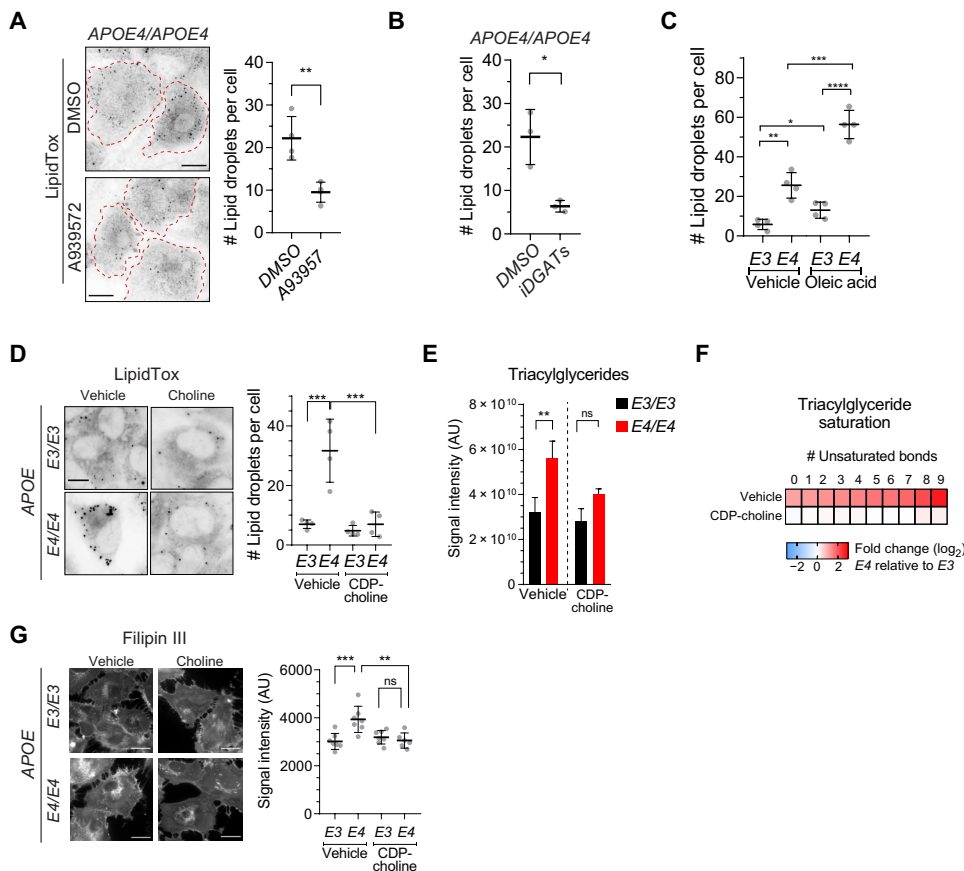 A
APOE4/APOE4
LipidTox
DMSO
A939572
# Lipid droplets per cell
40
30
20
10
0
**
DMSO
A93957
B
APOE4/APOE4
# Lipid droplets per cell
40
30
20
10
0
*
DMSO
iDGATs
C
# Lipid droplets per cell
80
60
40
20
0
***
****
*
**
E3 E4 E3 E4
Vehicle Oleic acid
D
LipidTox
Vehicle Choline
APOE
E3/E3
E4/E4
# Lipid droplets per cell
60
50
40
30
20
10
0
*** ***
E3 E4 E3 E4
Vehicle CDP-
choline
E
Triacylglycerides
Signal intensity (AU)
8 × 10¹⁰
6 × 10¹⁰
4 × 10¹⁰
2 × 10¹⁰
0
** ns
E3/E3
E4/E4
Vehicle CDP-
choline
F
Triacylglyceride
saturation
# Unsaturated bonds
0 1 2 3 4 5 6 7 8 9
Vehicle
CDP-choline
−2 0 2
Fold change (log₂)
E4 relative to E3
G
Filipin III
Vehicle Choline
APOE
E3/E3
E4/E4
Signal intensity (AU)
6000
4000
2000
0
*** **
ns
E3 E4 E3 E4
Vehicle CDP-
choline